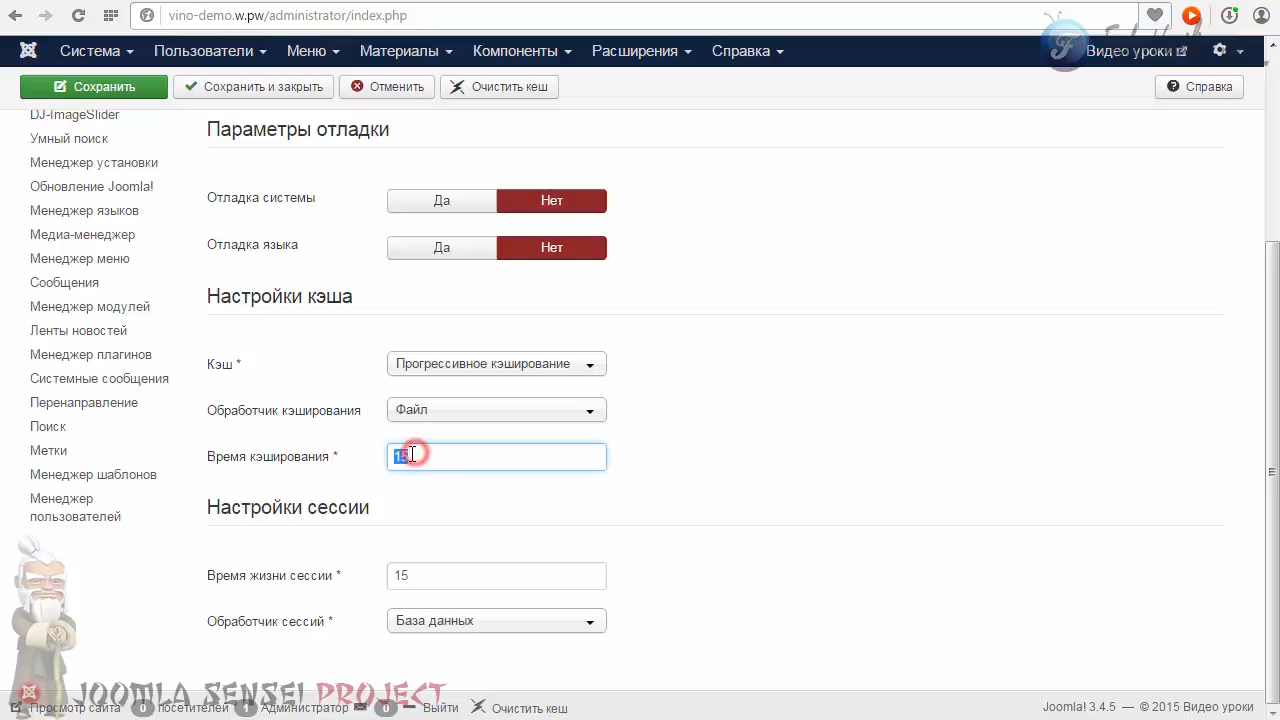 vino-demo.w.pw/administrator/index.php
Система Пользователи Меню Материалы Компоненты Расширения Справка Видео уроки
Сохранить Сохранить и закрыть Отменить Очистить кеш Справка
DJ-ImageSlider
Умный поиск
Менеджер установки
Обновление Joomla!
Менеджер языков
Медиа-менеджер
Менеджер меню
Сообщения
Менеджер модулей
Ленты новостей
Менеджер плагинов
Системные сообщения
Перенаправление
Поиск
Метки
Менеджер шаблонов
Менеджер
пользователей
Параметры отладки
Отладка системы Да Нет
Отладка языка Да Нет
Настройки кэша
Кэш * Прогрессивное кэширование
Обработчик кэширования Файл
Время кэширования * 15
Настройки сессии
Время жизни сессии * 15
Обработчик сессий * База данных
JOOMLA SENSEI PROJECT
Просмотр сайта 0 посетителей 1 Администратор 0 Выйти Очистить кеш Joomla! 3.4.5 — © 2015 Видео уроки